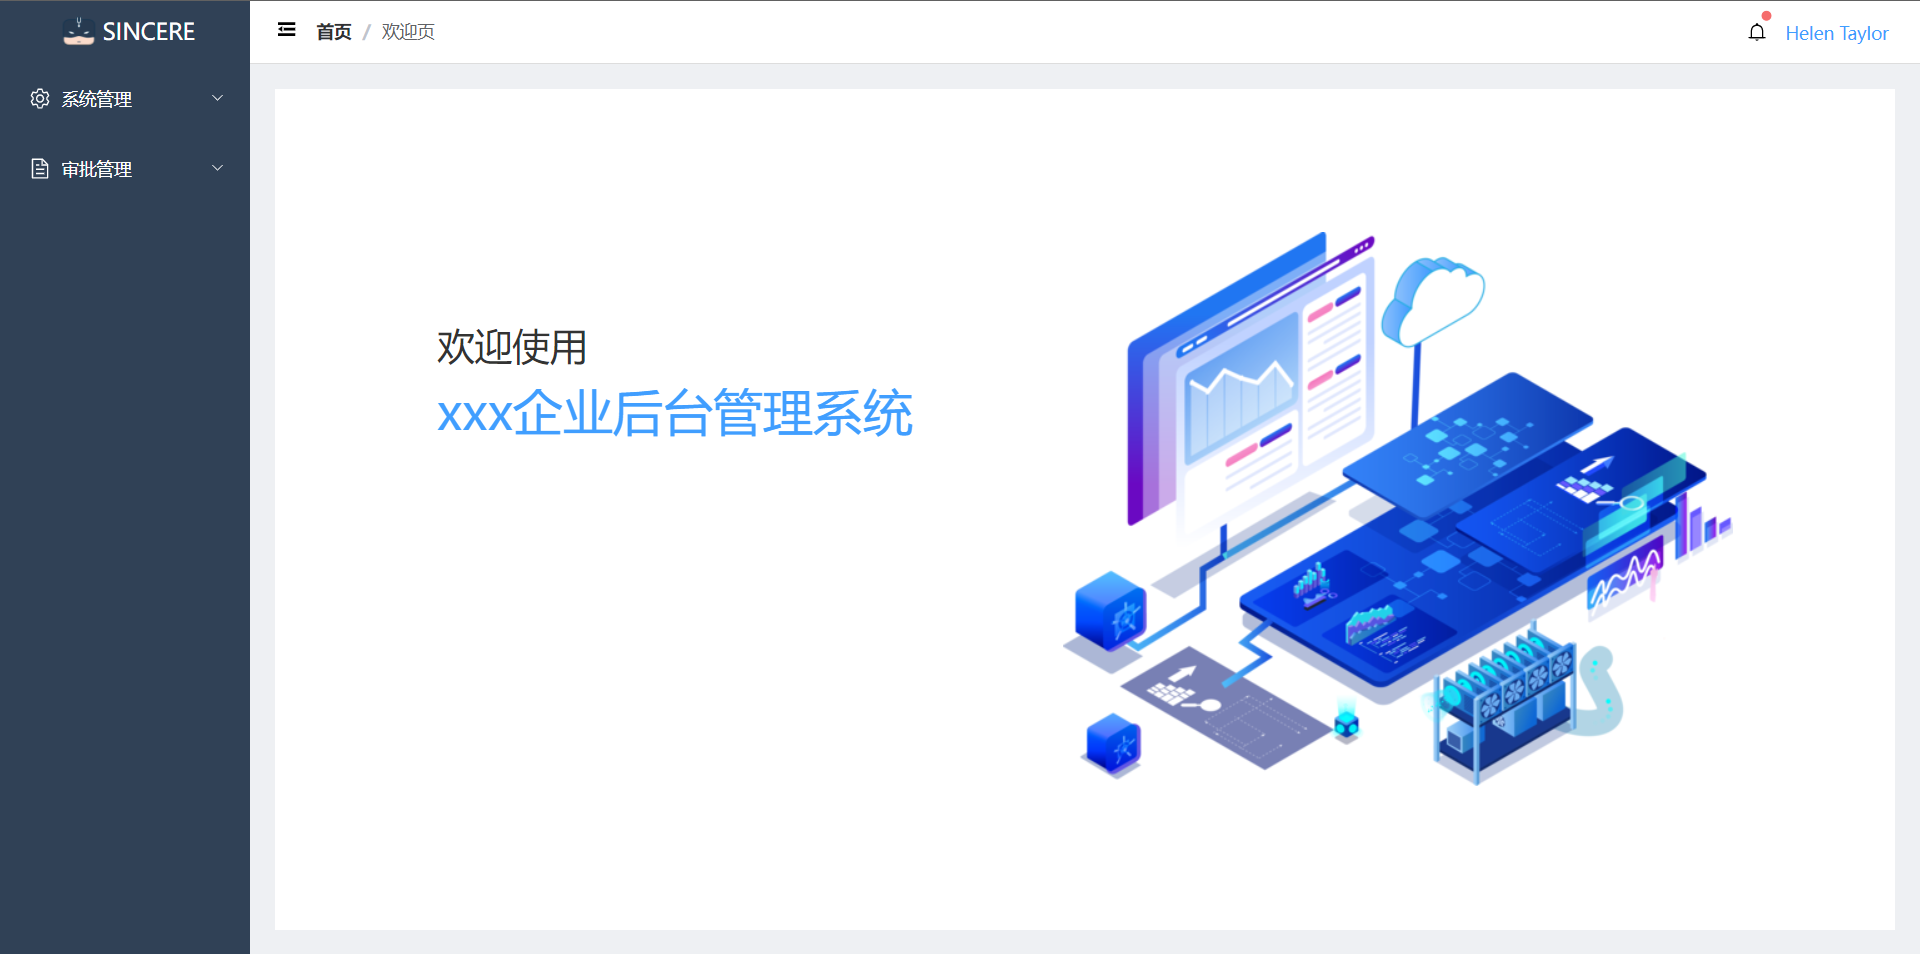 SINCERE
首页 / 欢迎页
Helen Taylor
系统管理
审批管理
欢迎使用
xxx企业后台管理系统